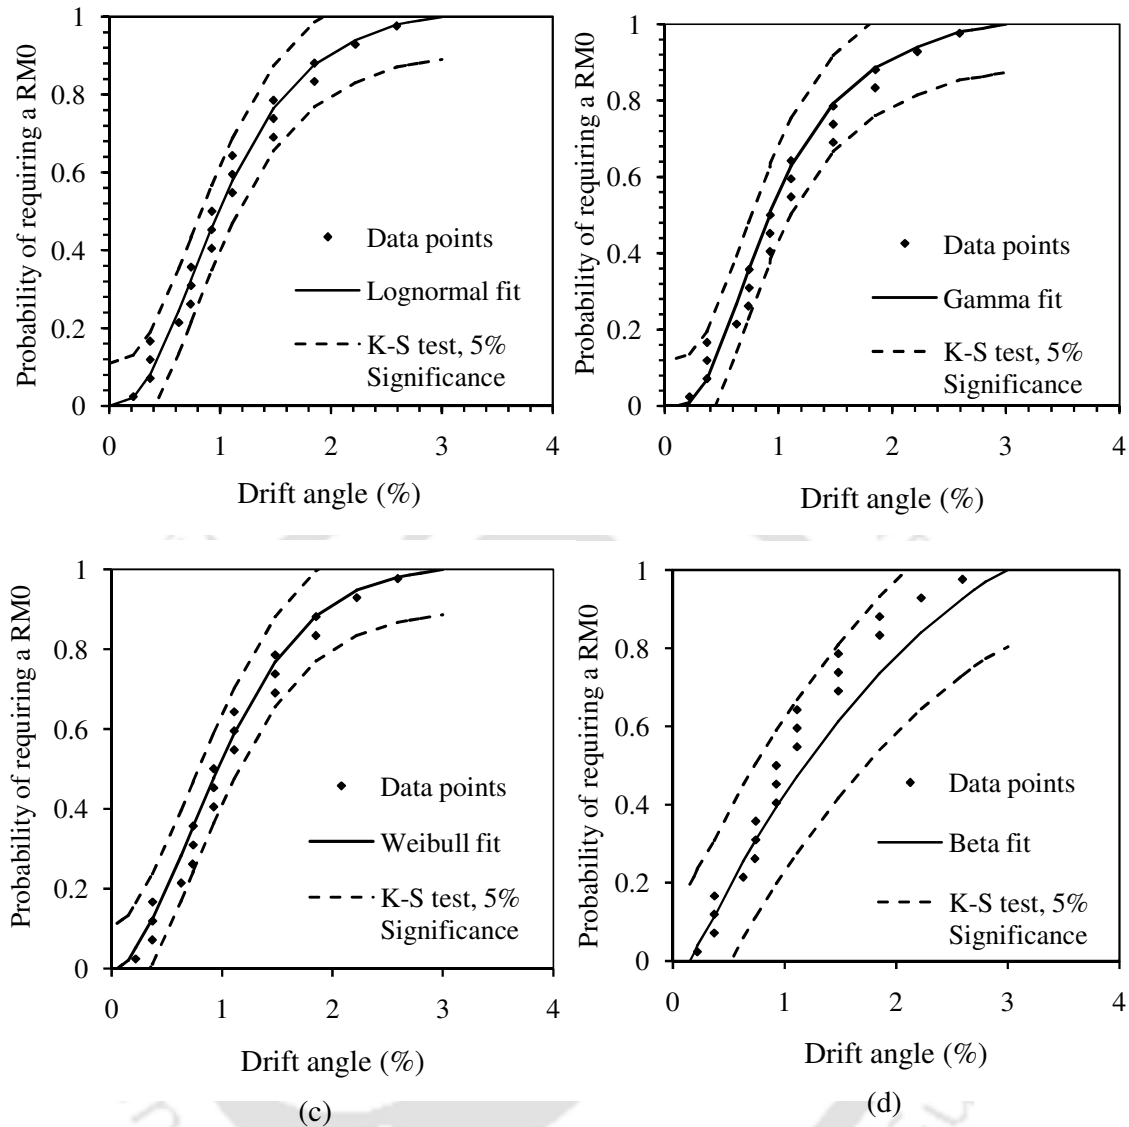 Probability of requiring a RM0
1
0.8
0.6
0.4
0.2
0
0 1 2 3 4
Drift angle (%)
Data points
Lognormal fit
K-S test, 5%
Significance
Probability of requiring a RM0
1
0.8
0.6
0.4
0.2
0
0 1 2 3 4
Drift angle (%)
Data points
Gamma fit
K-S test, 5%
Significance
Probability of requiring a RM0
1
0.8
0.6
0.4
0.2
0
0 1 2 3 4
Drift angle (%)
Data points
Weibull fit
K-S test, 5%
Significance
(c)
Probability of requiring a RM0
1
0.8
0.6
0.4
0.2
0
0 1 2 3 4
Drift angle (%)
Data points
Beta fit
K-S test, 5%
Significance
(d)